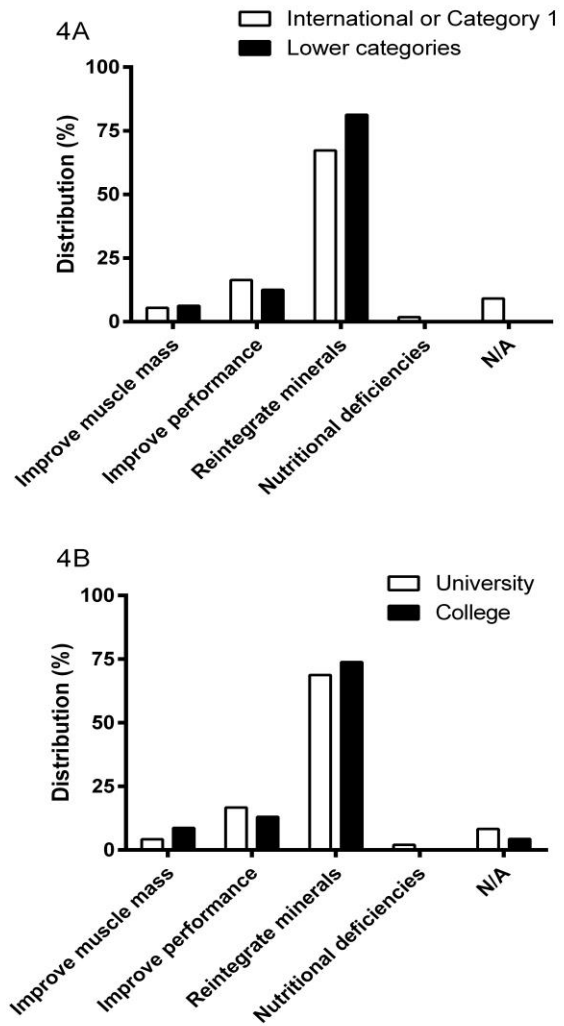 4A
International or Category 1
Lower categories
Distribution (%)
100
75
50
25
0
Improve muscle mass
Improve performance
Reintegrate minerals
Nutritional deficiencies
N/A
4B
University
College
Distribution (%)
100
75
50
25
0
Improve muscle mass
Improve performance
Reintegrate minerals
Nutritional deficiencies
N/A